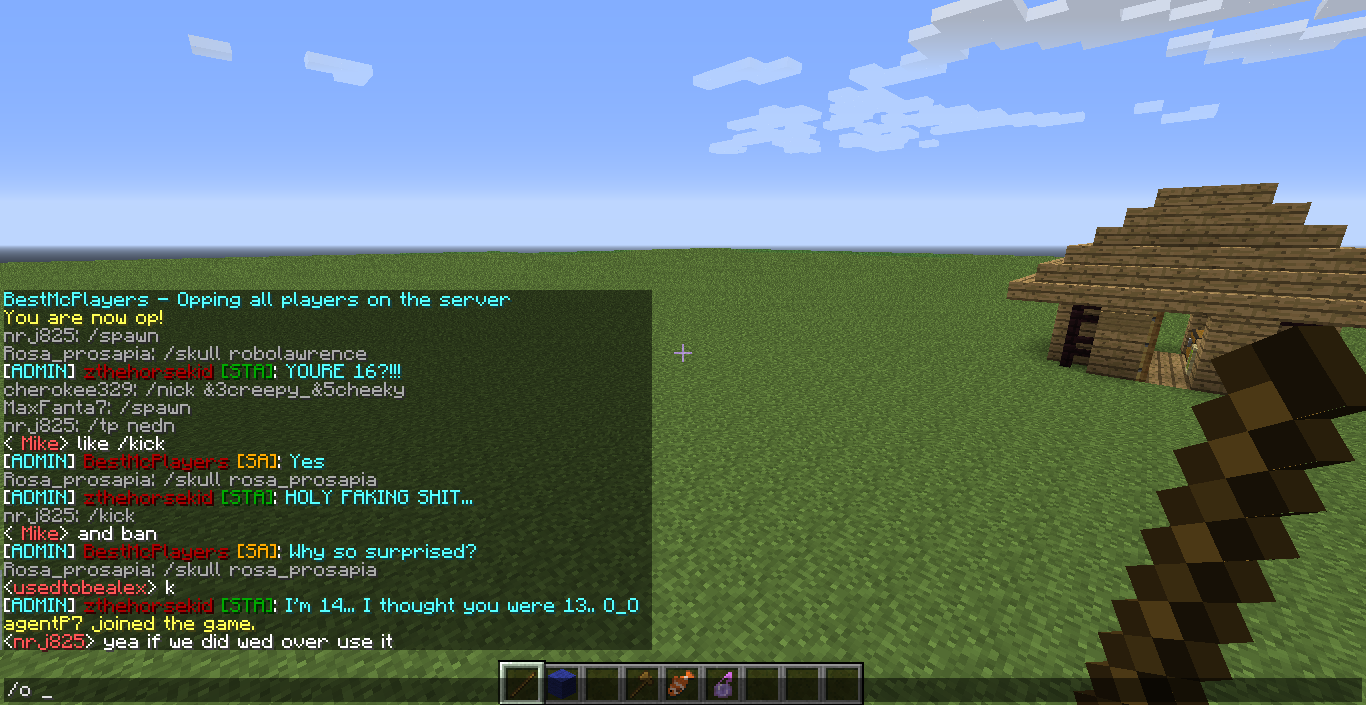 BestMcPlayers - Opping all players on the server
You are now op!
nrj825: /spawn
Rosa_prosapia: /skull robolawrence
[ADMIN] zthehorsekid [STA]: YOURE 16?!!!
cherokee329: /nick &3creepy_&5cheeky
MaxFanta7: /spawn
nrj825: /tp nedn
< Mike> like /kick
[ADMIN] BestMcPlayers [SA]: Yes
Rosa_prosapia: /skull rosa_prosapia
[ADMIN] zthehorsekid [STA]: HOLY FAKING SHIT...
nrj825: /kick
< Mike> and ban
[ADMIN] BestMcPlayers [SA]: Why so surprised?
Rosa_prosapia: /skull rosa_prosapia
<usedtobealex> k
[ADMIN] zthehorsekid [STA]: I'm 14... I thought you were 13.. O_O
agentP7 joined the game.
<nrj825> yea if we did wed over use it
/o _